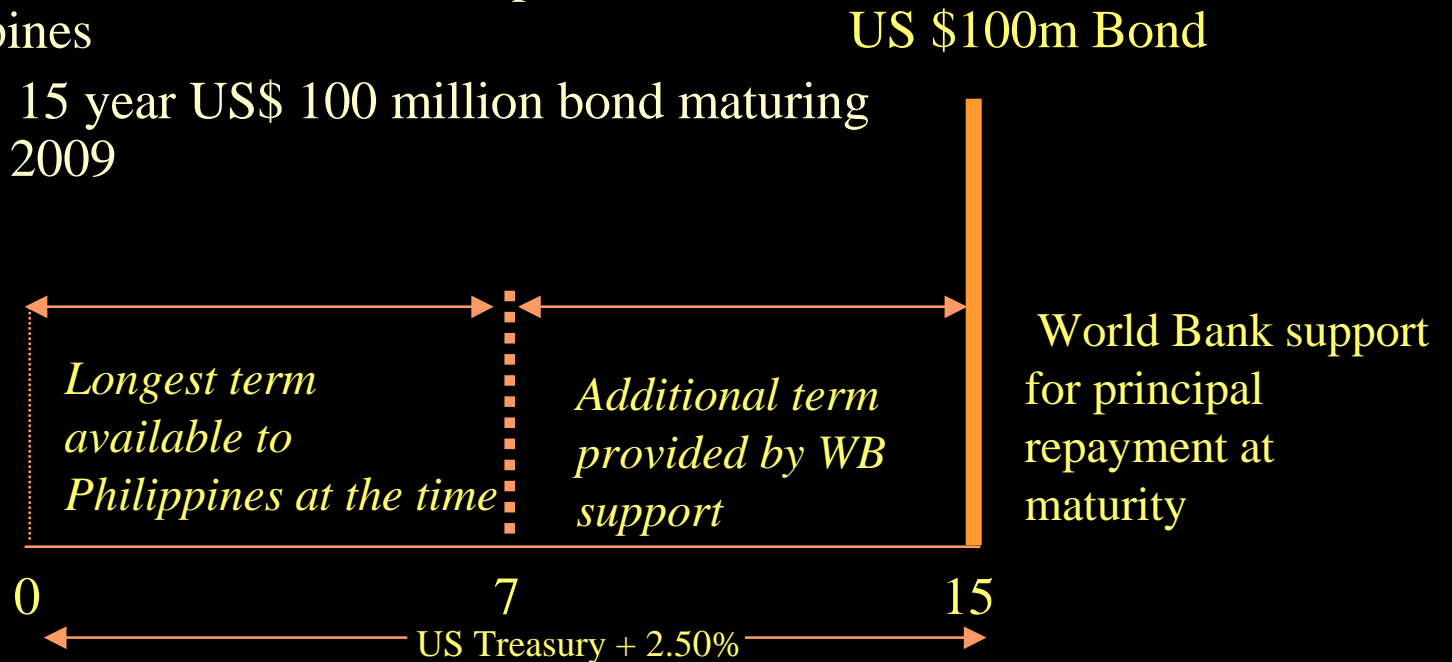 US $100m Bond
15 year US$ 100 million bond maturing
2009
Longest term
available to
Philippines at the time
Additional term
provided by WB
support
World Bank support
for principal
repayment at
maturity
0
7
15
US Treasury + 2.50%